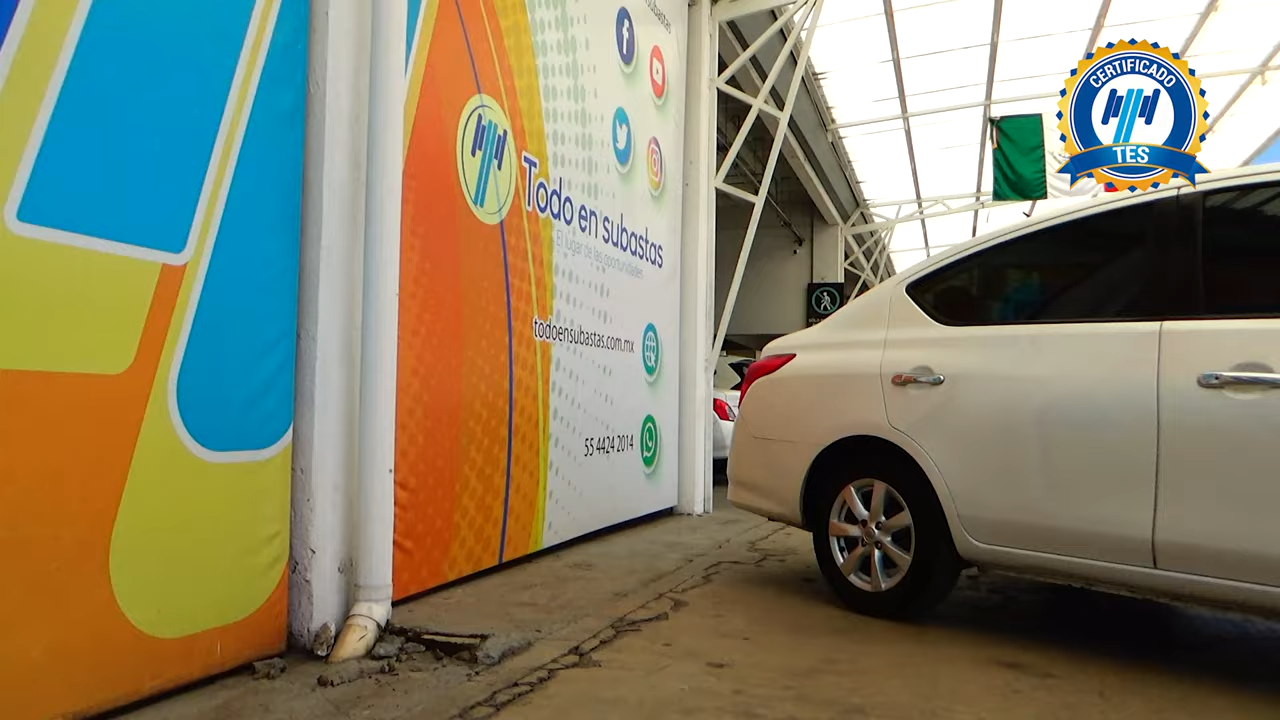 Todo en subastas
El lugar de las oportunidades
todoensubastas.com.mx
55 4424 2014
CERTIFICADO
TES